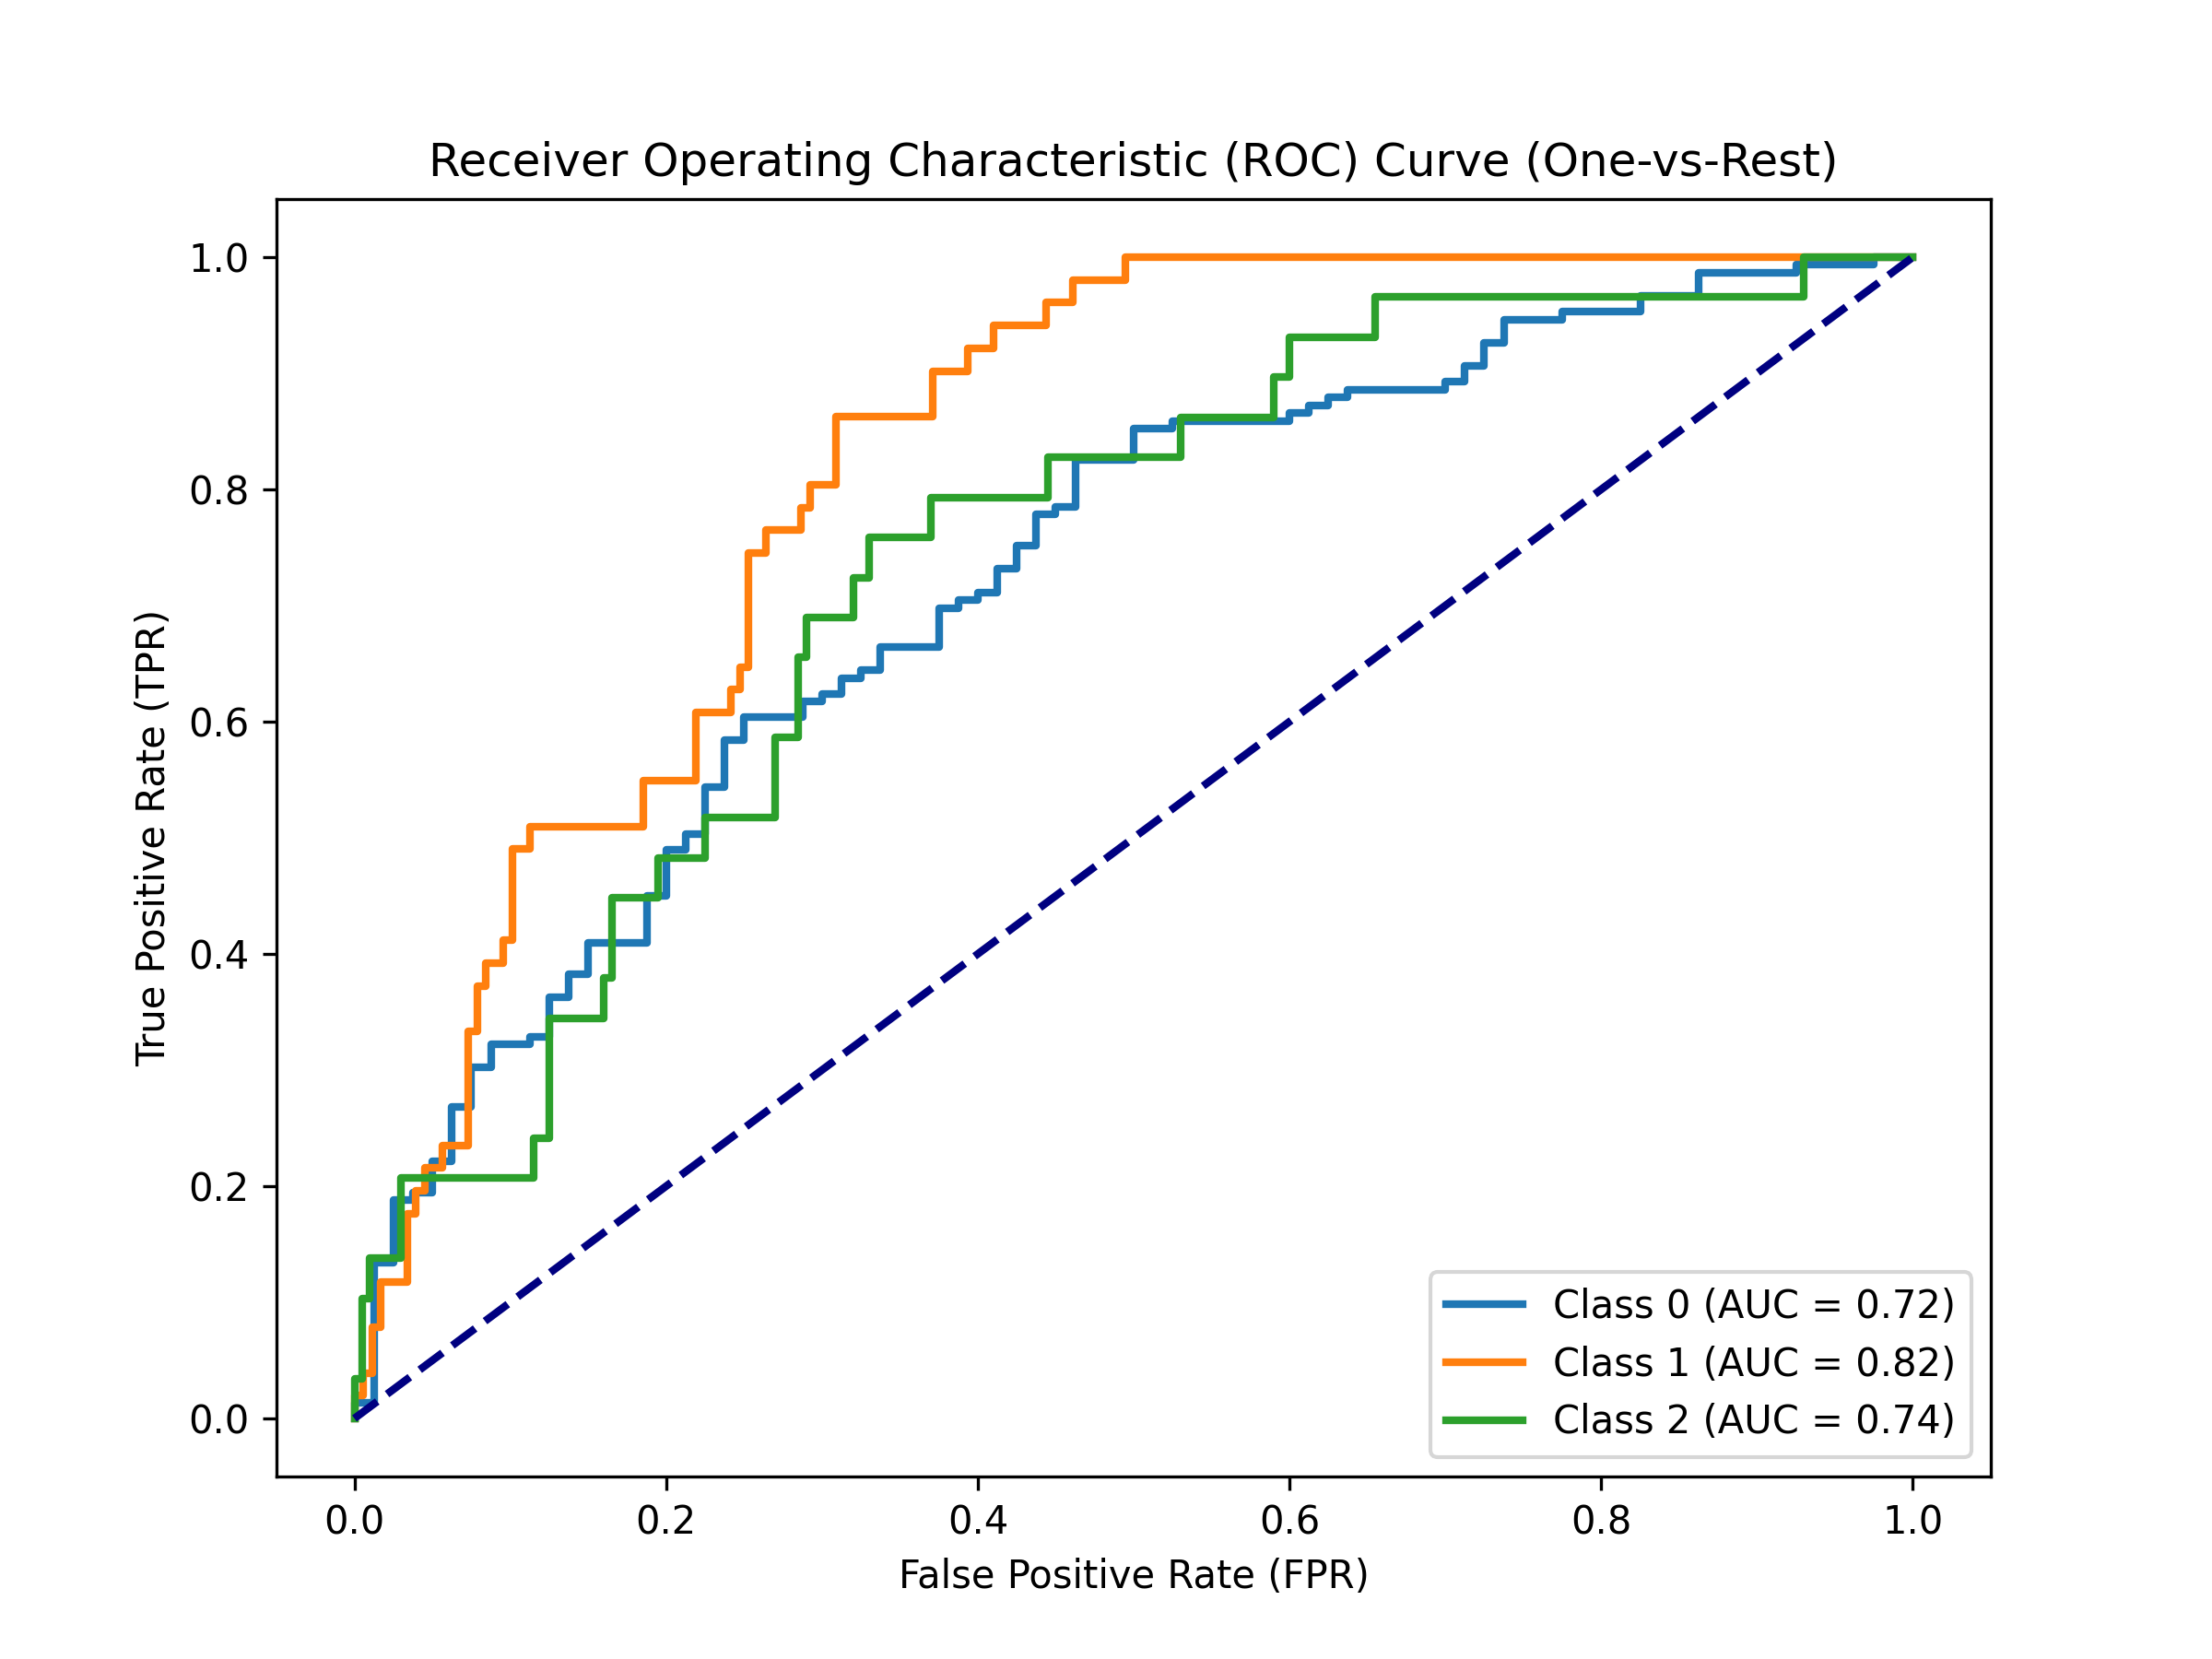 Receiver Operating Characteristic (ROC) Curve (One-vs-Rest)
True Positive Rate (TPR)
1.0
0.8
0.6
0.4
0.2
0.0
0.0 0.2 0.4 0.6 0.8 1.0
False Positive Rate (FPR)
Class 0 (AUC = 0.72)
Class 1 (AUC = 0.82)
Class 2 (AUC = 0.74)